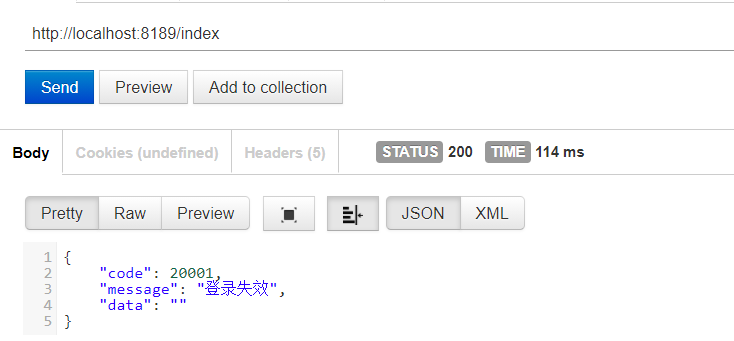 http://localhost:8189/index
Send Preview Add to collection
Body Cookies (undefined) Headers (5) STATUS 200 TIME 114 ms
Pretty Raw Preview JSON XML
1 {
2 "code": 20001,
3 "message": "登录失效",
4 "data": ""
5 }